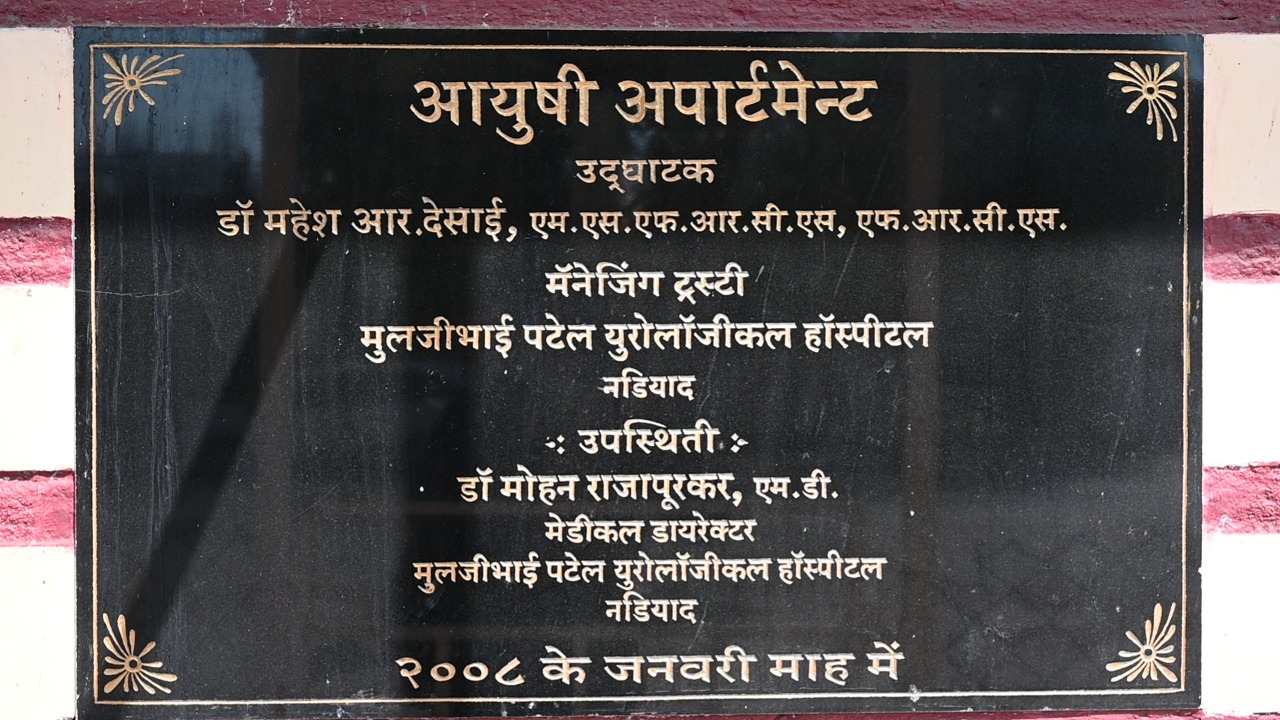 आयुषी अपार्टमेन्ट
उद्घाटक
डॉ महेश आर.देसाई, एम.एस.एफ.आर.सी.एस, एफ.आर.सी.एस.
मॅनेजिंग ट्रस्टी
मुलजीभाई पटेल युरोलॉजीकल हॉस्पीटल
नडियाद
-: उपस्थिती :-
डॉ मोहन राजापूरकर, एम.डी.
मेडीकल डायरेक्टर
मुलजीभाई पटेल युरोलॉजीकल हॉस्पीटल
नडियाद
२००८ के जनवरी माह में